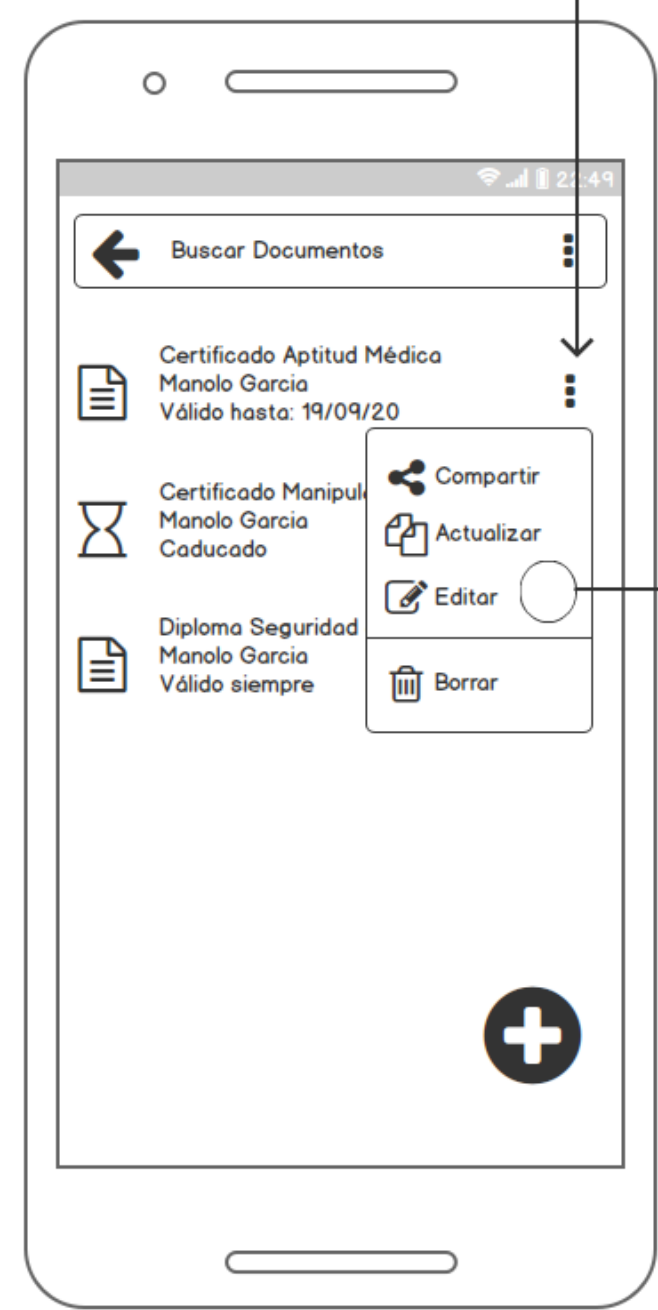 22:49
Buscar Documentos
Certificado Aptitud Médica
Manolo Garcia
Válido hasta: 19/09/20
Certificado
Manolo Garcia
Caducado
Diploma Seguridad
Manolo Garcia
Válido siempre
Compartir
Actualizar
Editar
Borrar